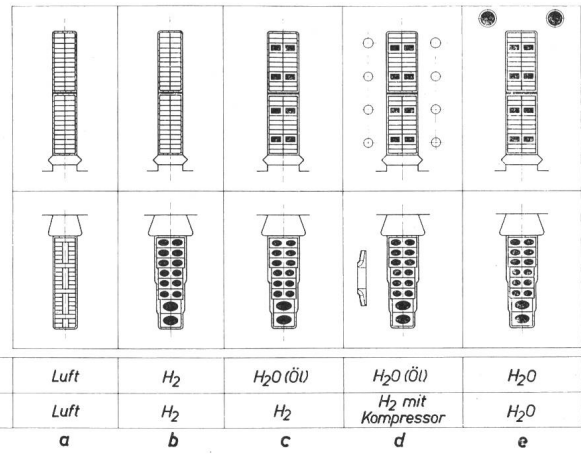 Luft H₂ H₂O (Öl) H₂O (Öl) H₂O
Luft H₂ H₂ H₂ mit Kompressor H₂O
a b c d e